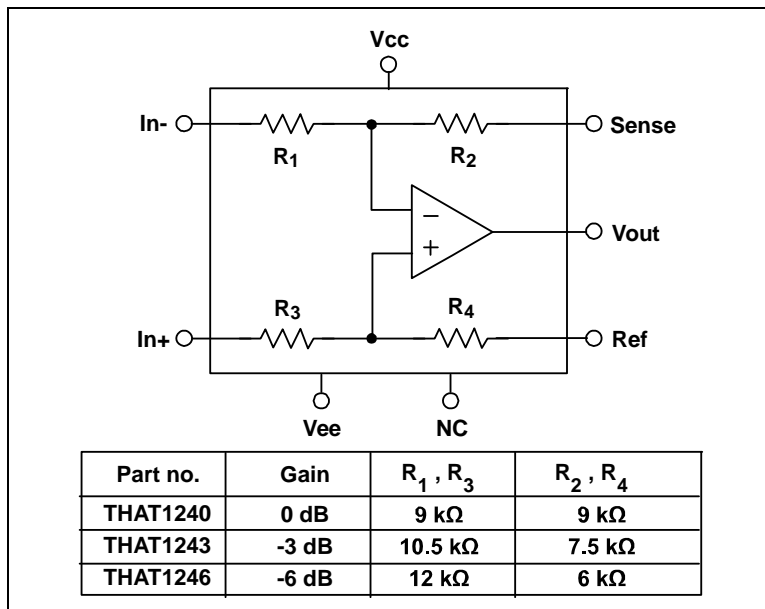 Vcc
In-
R1
R2
Sense
−
+
Vout
In+
R3
R4
Ref
Vee
NC
Part no. Gain R1 , R3 R2 , R4
THAT1240 0 dB 9 kΩ 9 kΩ
THAT1243 -3 dB 10.5 kΩ 7.5 kΩ
THAT1246 -6 dB 12 kΩ 6 kΩ